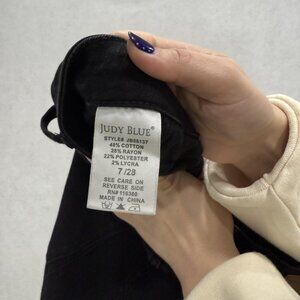 JUDY BLUE
STYLE# JB88137
48% COTTON
28% RAYON
22% POLYESTER
2% LYCRA
7 /28
SEE CARE ON
REVERSE SIDE
RN# 116360
MADE IN CHINA